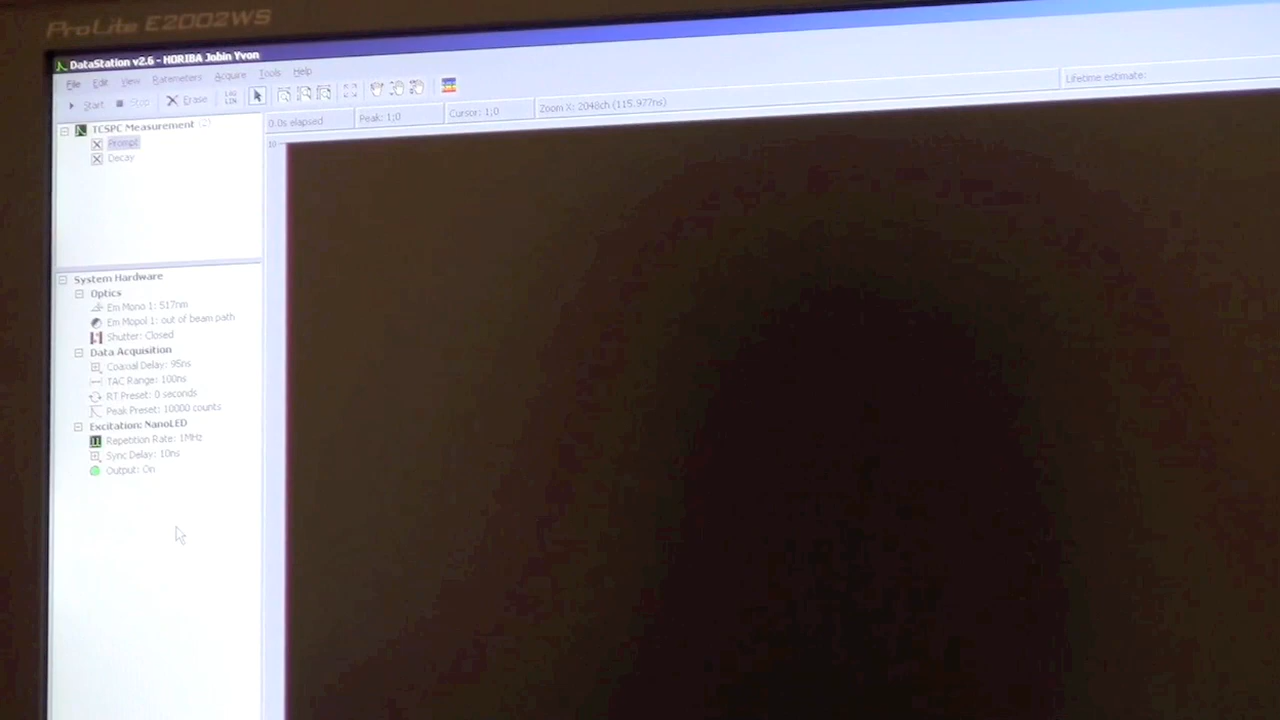 ProLite E2002WS
DataStation v2.6 - HORIBA Jobin Yvon
File Edit View Parameters Acquire Tools Help
Start Stop Erase LOG LIN
0.0s elapsed Peak: 1;0 Cursor: 1;0 Zoom X: 2048ch (115.977ns) Lifetime estimate:
10
TCSPC Measurement (2)
Prompt
Decay
System Hardware
Optics
Em Mono 1: 517nm
Em Mopol 1: out of beam path
Shutter: Closed
Data Acquisition
Coaxial Delay: 95ns
TAC Range: 100ns
RT Preset: 0 seconds
Peak Preset: 10000 counts
Excitation: NanoLED
Repetition Rate: 1MHz
Sync Delay: 10ns
Output: On